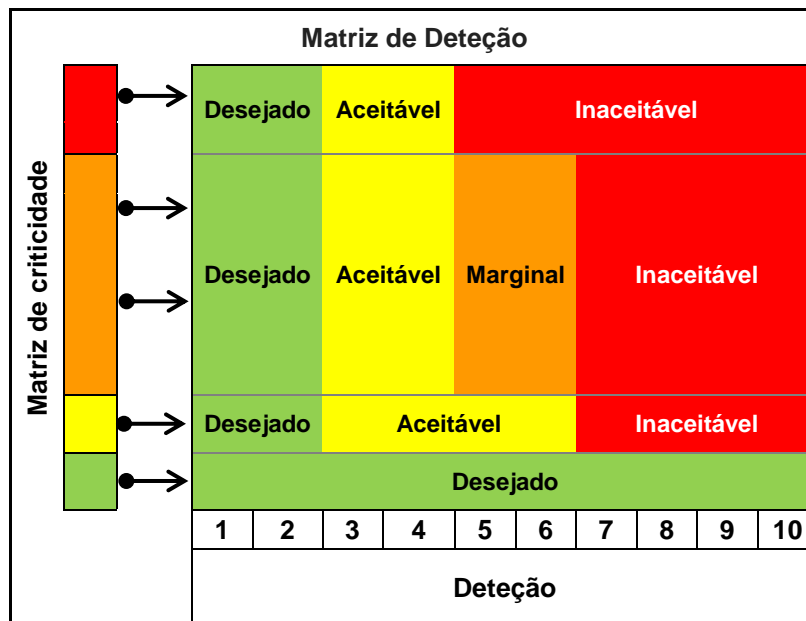 Matriz de Deteção
Matriz de criticidade
Desejado Aceitável Inaceitável
Desejado Aceitável Marginal Inaceitável
Desejado Aceitável Inaceitável
Desejado
1 2 3 4 5 6 7 8 9 10
Deteção